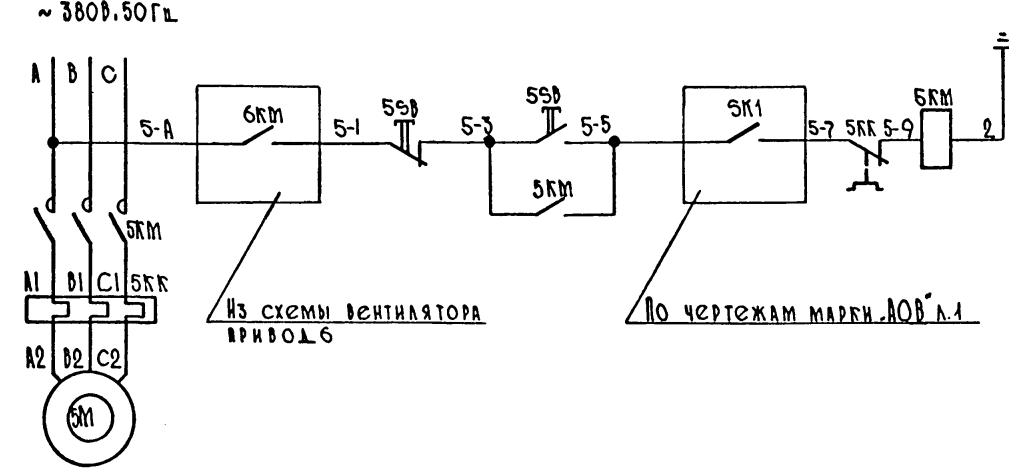 ~ 380В.50Гц
А В С
5-А
6КМ
5-1
5SB
5-3
5SB
5-5
5К1
5-7
5КК
5-9
6КМ
2
5КМ
5КМ
А1 В1 С1 5КК
Из схемы вентилятора
привод 6
По чертежам марки „АОВ" л.1
А2 В2 С2
5М